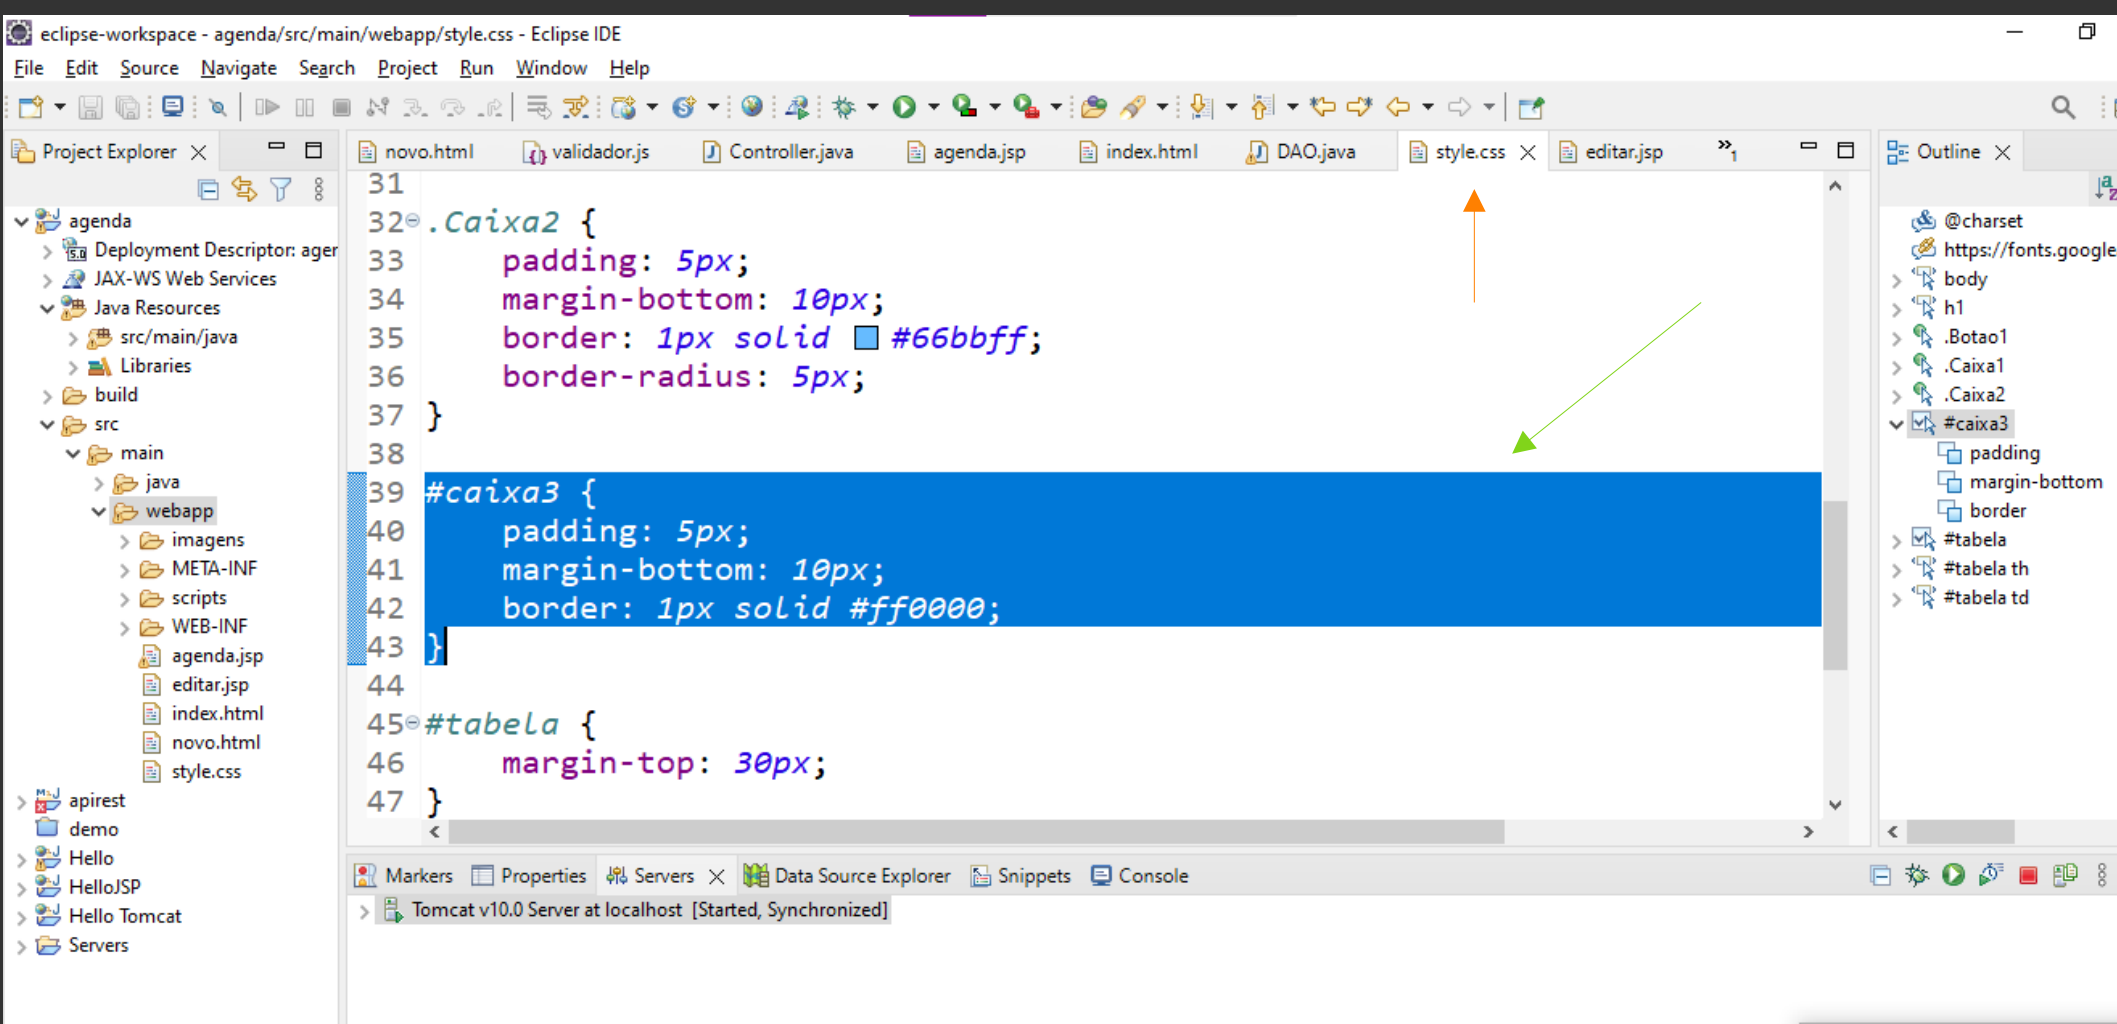 eclipse-workspace - agenda/src/main/webapp/style.css - Eclipse IDE
File Edit Source Navigate Search Project Run Window Help
Project Explorer
agenda
5.0 Deployment Descriptor: ager
JAX-WS Web Services
Java Resources
src/main/java
Libraries
build
src
main
java
webapp
imagens
META-INF
scripts
WEB-INF
agenda.jsp
editar.jsp
index.html
novo.html
style.css
apirest
demo
Hello
HelloJSP
Hello Tomcat
Servers
novo.html validador.js Controller.java agenda.jsp index.html DAO.java style.css editar.jsp »1
31
32 .Caixa2 {
33 padding: 5px;
34 margin-bottom: 10px;
35 border: 1px solid #66bbff;
36 border-radius: 5px;
37 }
38
39 #caixa3 {
40 padding: 5px;
41 margin-bottom: 10px;
42 border: 1px solid #ff0000;
43 }
44
45 #tabela {
46 margin-top: 30px;
47 }
Outline
@charset
https://fonts.google
body
h1
.Botao1
.Caixa1
.Caixa2
#caixa3
padding
margin-bottom
border
#tabela
#tabela th
#tabela td
Markers Properties Servers Data Source Explorer Snippets Console
Tomcat v10.0 Server at localhost [Started, Synchronized]